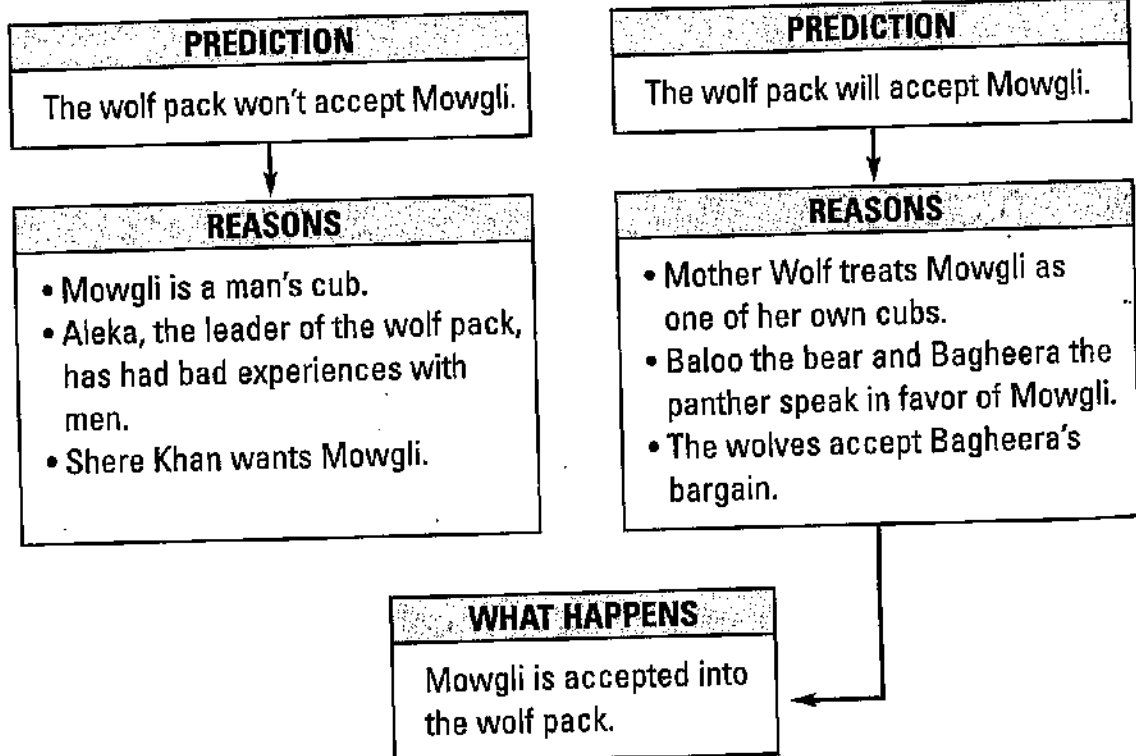 PREDICTION
The wolf pack won't accept Mowgli.
REASONS
• Mowgli is a man's cub.
• Aleka, the leader of the wolf pack,
has had bad experiences with
men.
• Shere Khan wants Mowgli.
PREDICTION
The wolf pack will accept Mowgli.
REASONS
• Mother Wolf treats Mowgli as
one of her own cubs.
• Baloo the bear and Bagheera the
panther speak in favor of Mowgli.
• The wolves accept Bagheera's
bargain.
WHAT HAPPENS
Mowgli is accepted into
the wolf pack.